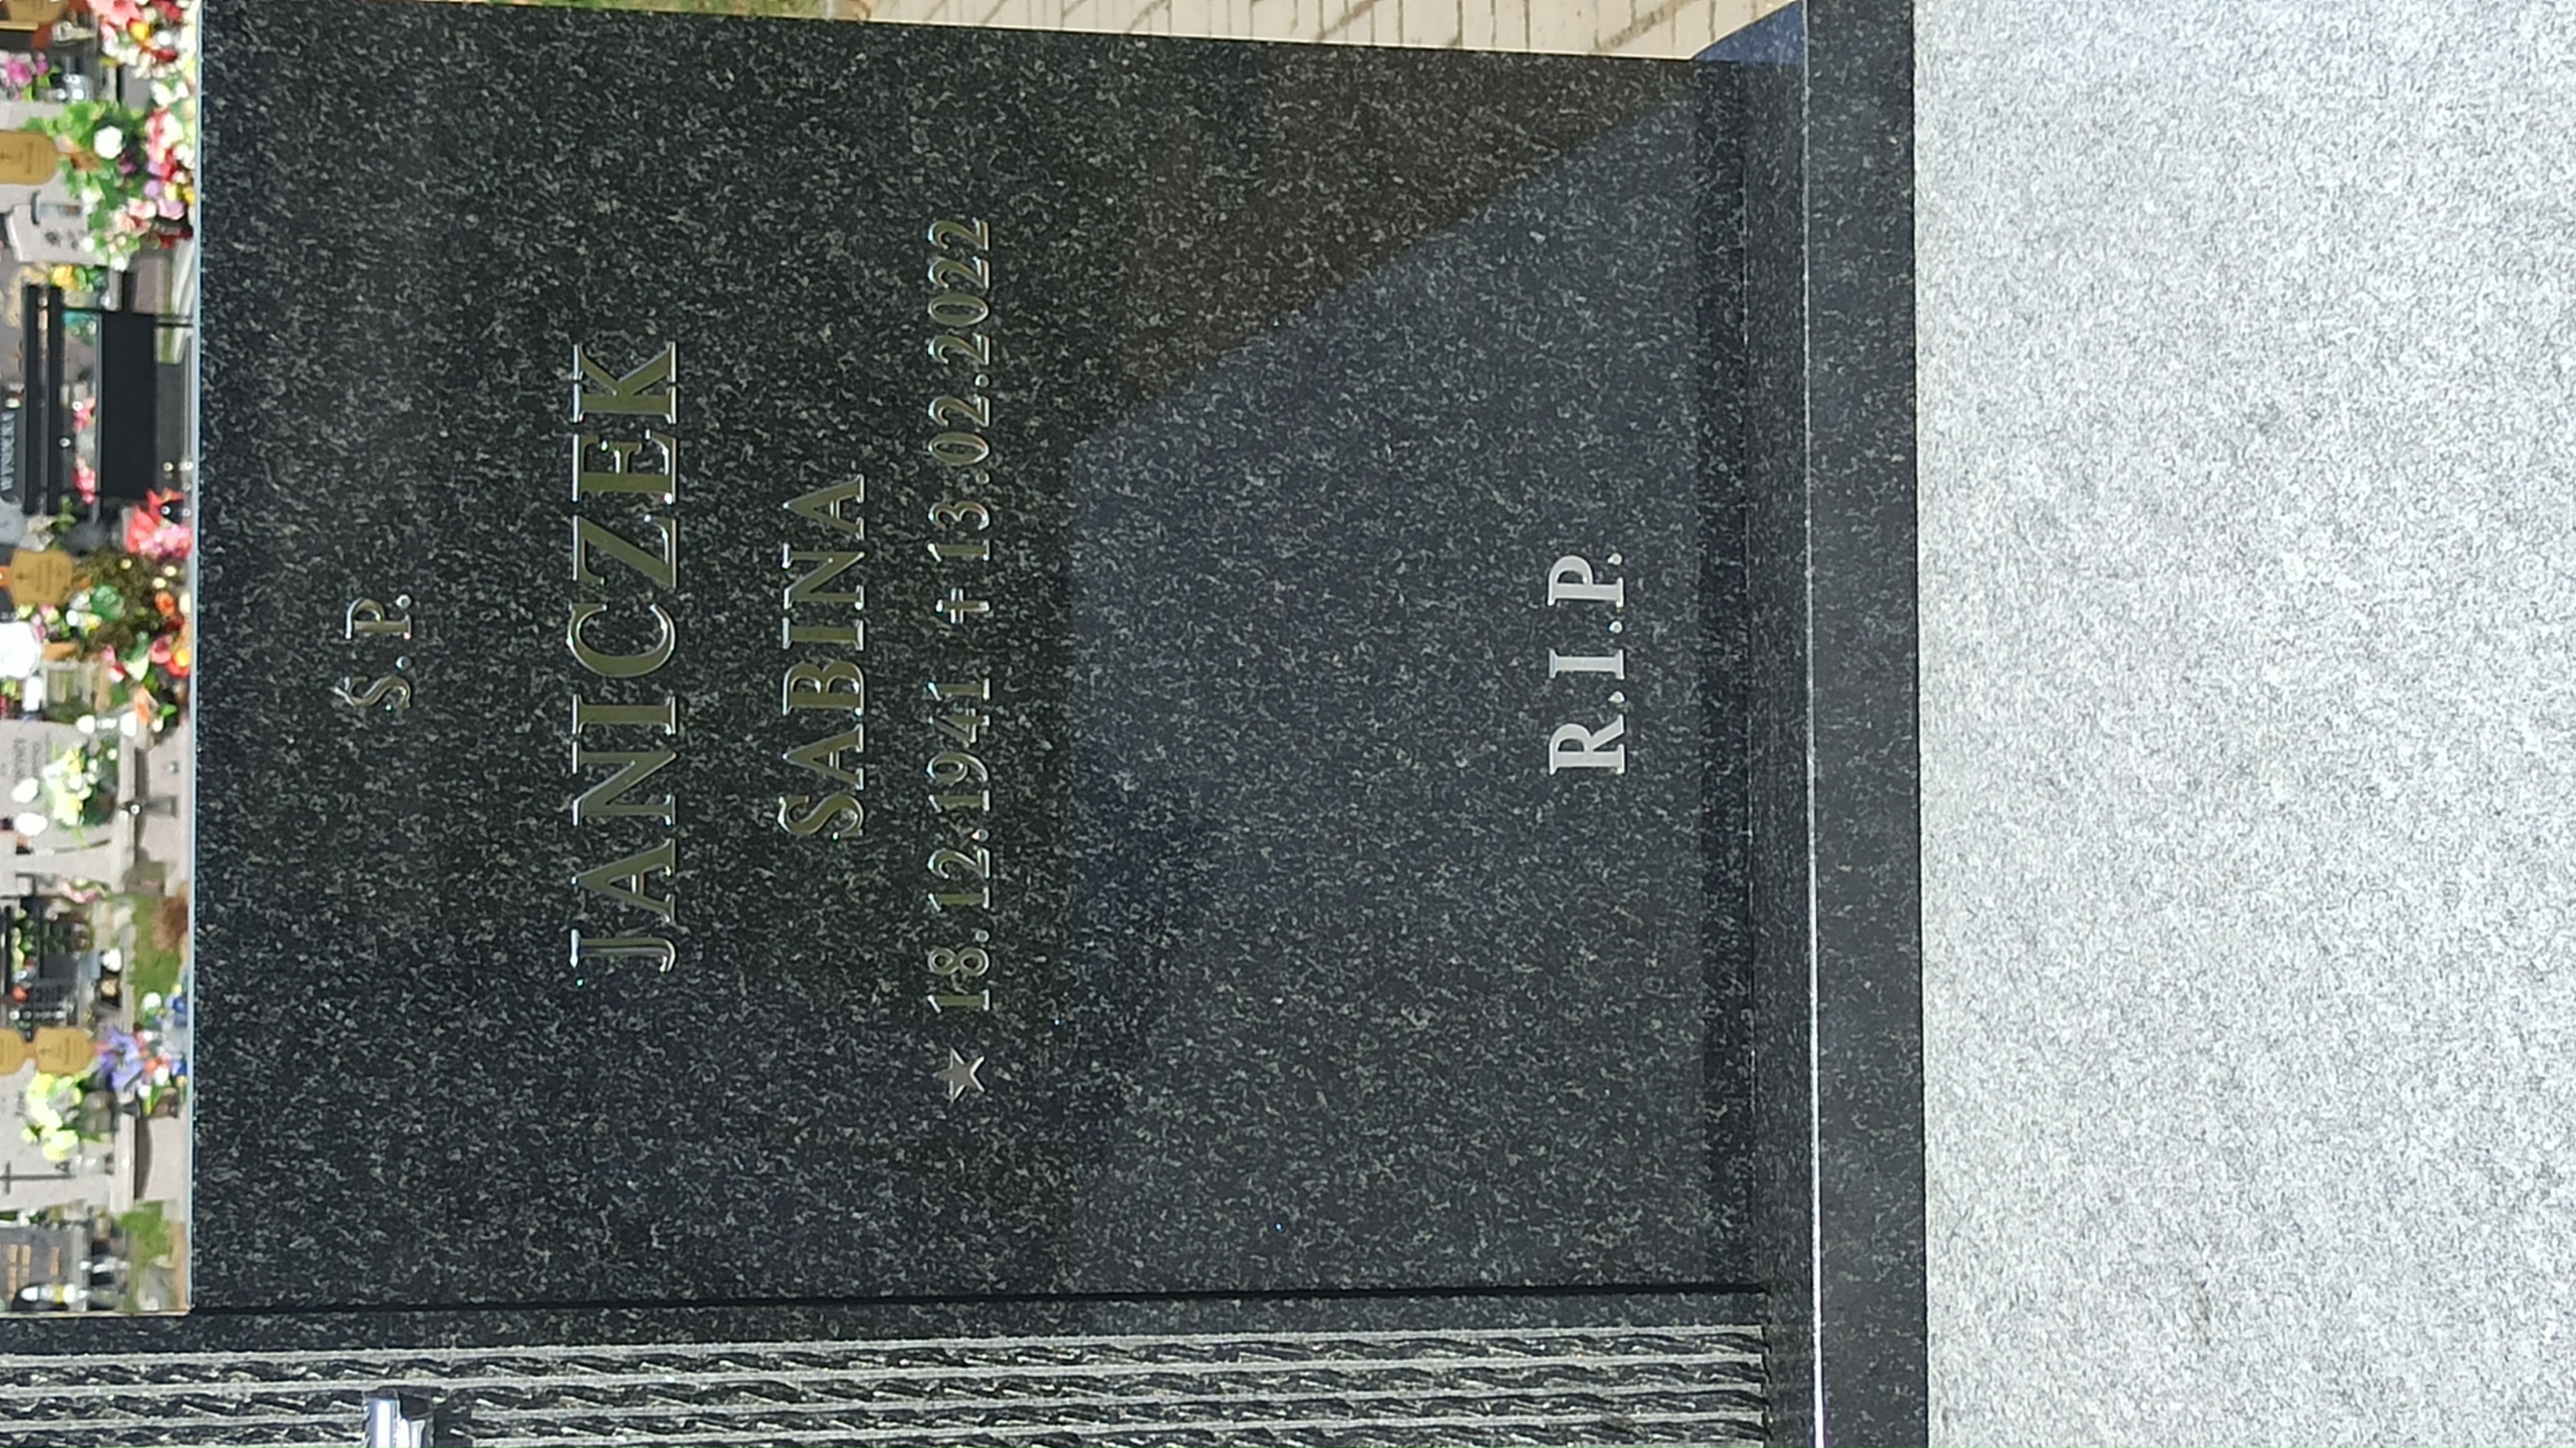 Ś.P.
JANICZEK
SABINA
★ 18.12.1941 ✝ 13.02.2022
R.I.P.